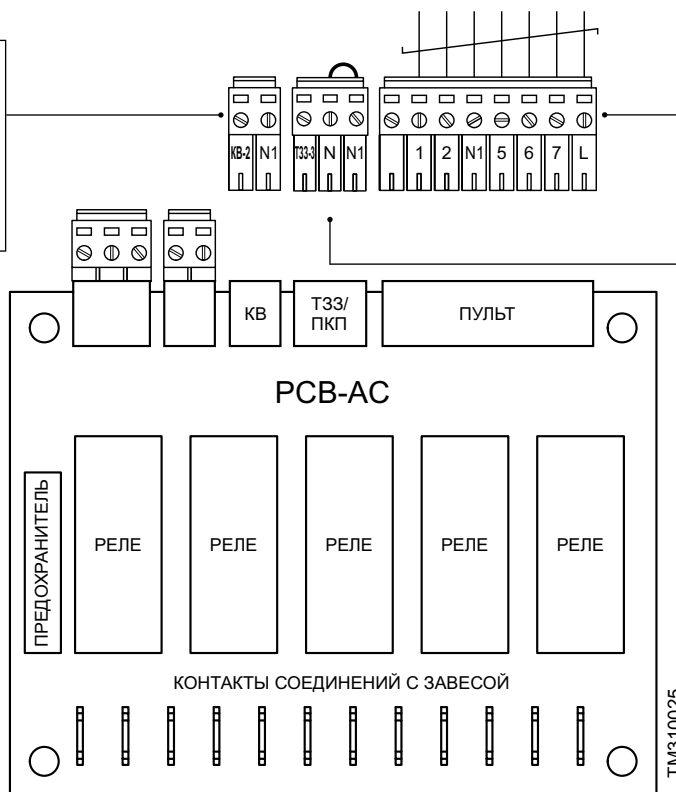 КВ-2 N1 ТЗЗ-3 N N1 1 2 N1 5 6 7 L
КВ
ТЗЗ/
ПКП
ПУЛЬТ
PCB-AC
ПРЕДОХРАНИТЕЛЬ
РЕЛЕ РЕЛЕ РЕЛЕ РЕЛЕ РЕЛЕ
КОНТАКТЫ СОЕДИНЕНИЙ С ЗАВЕСОЙ
TM310025